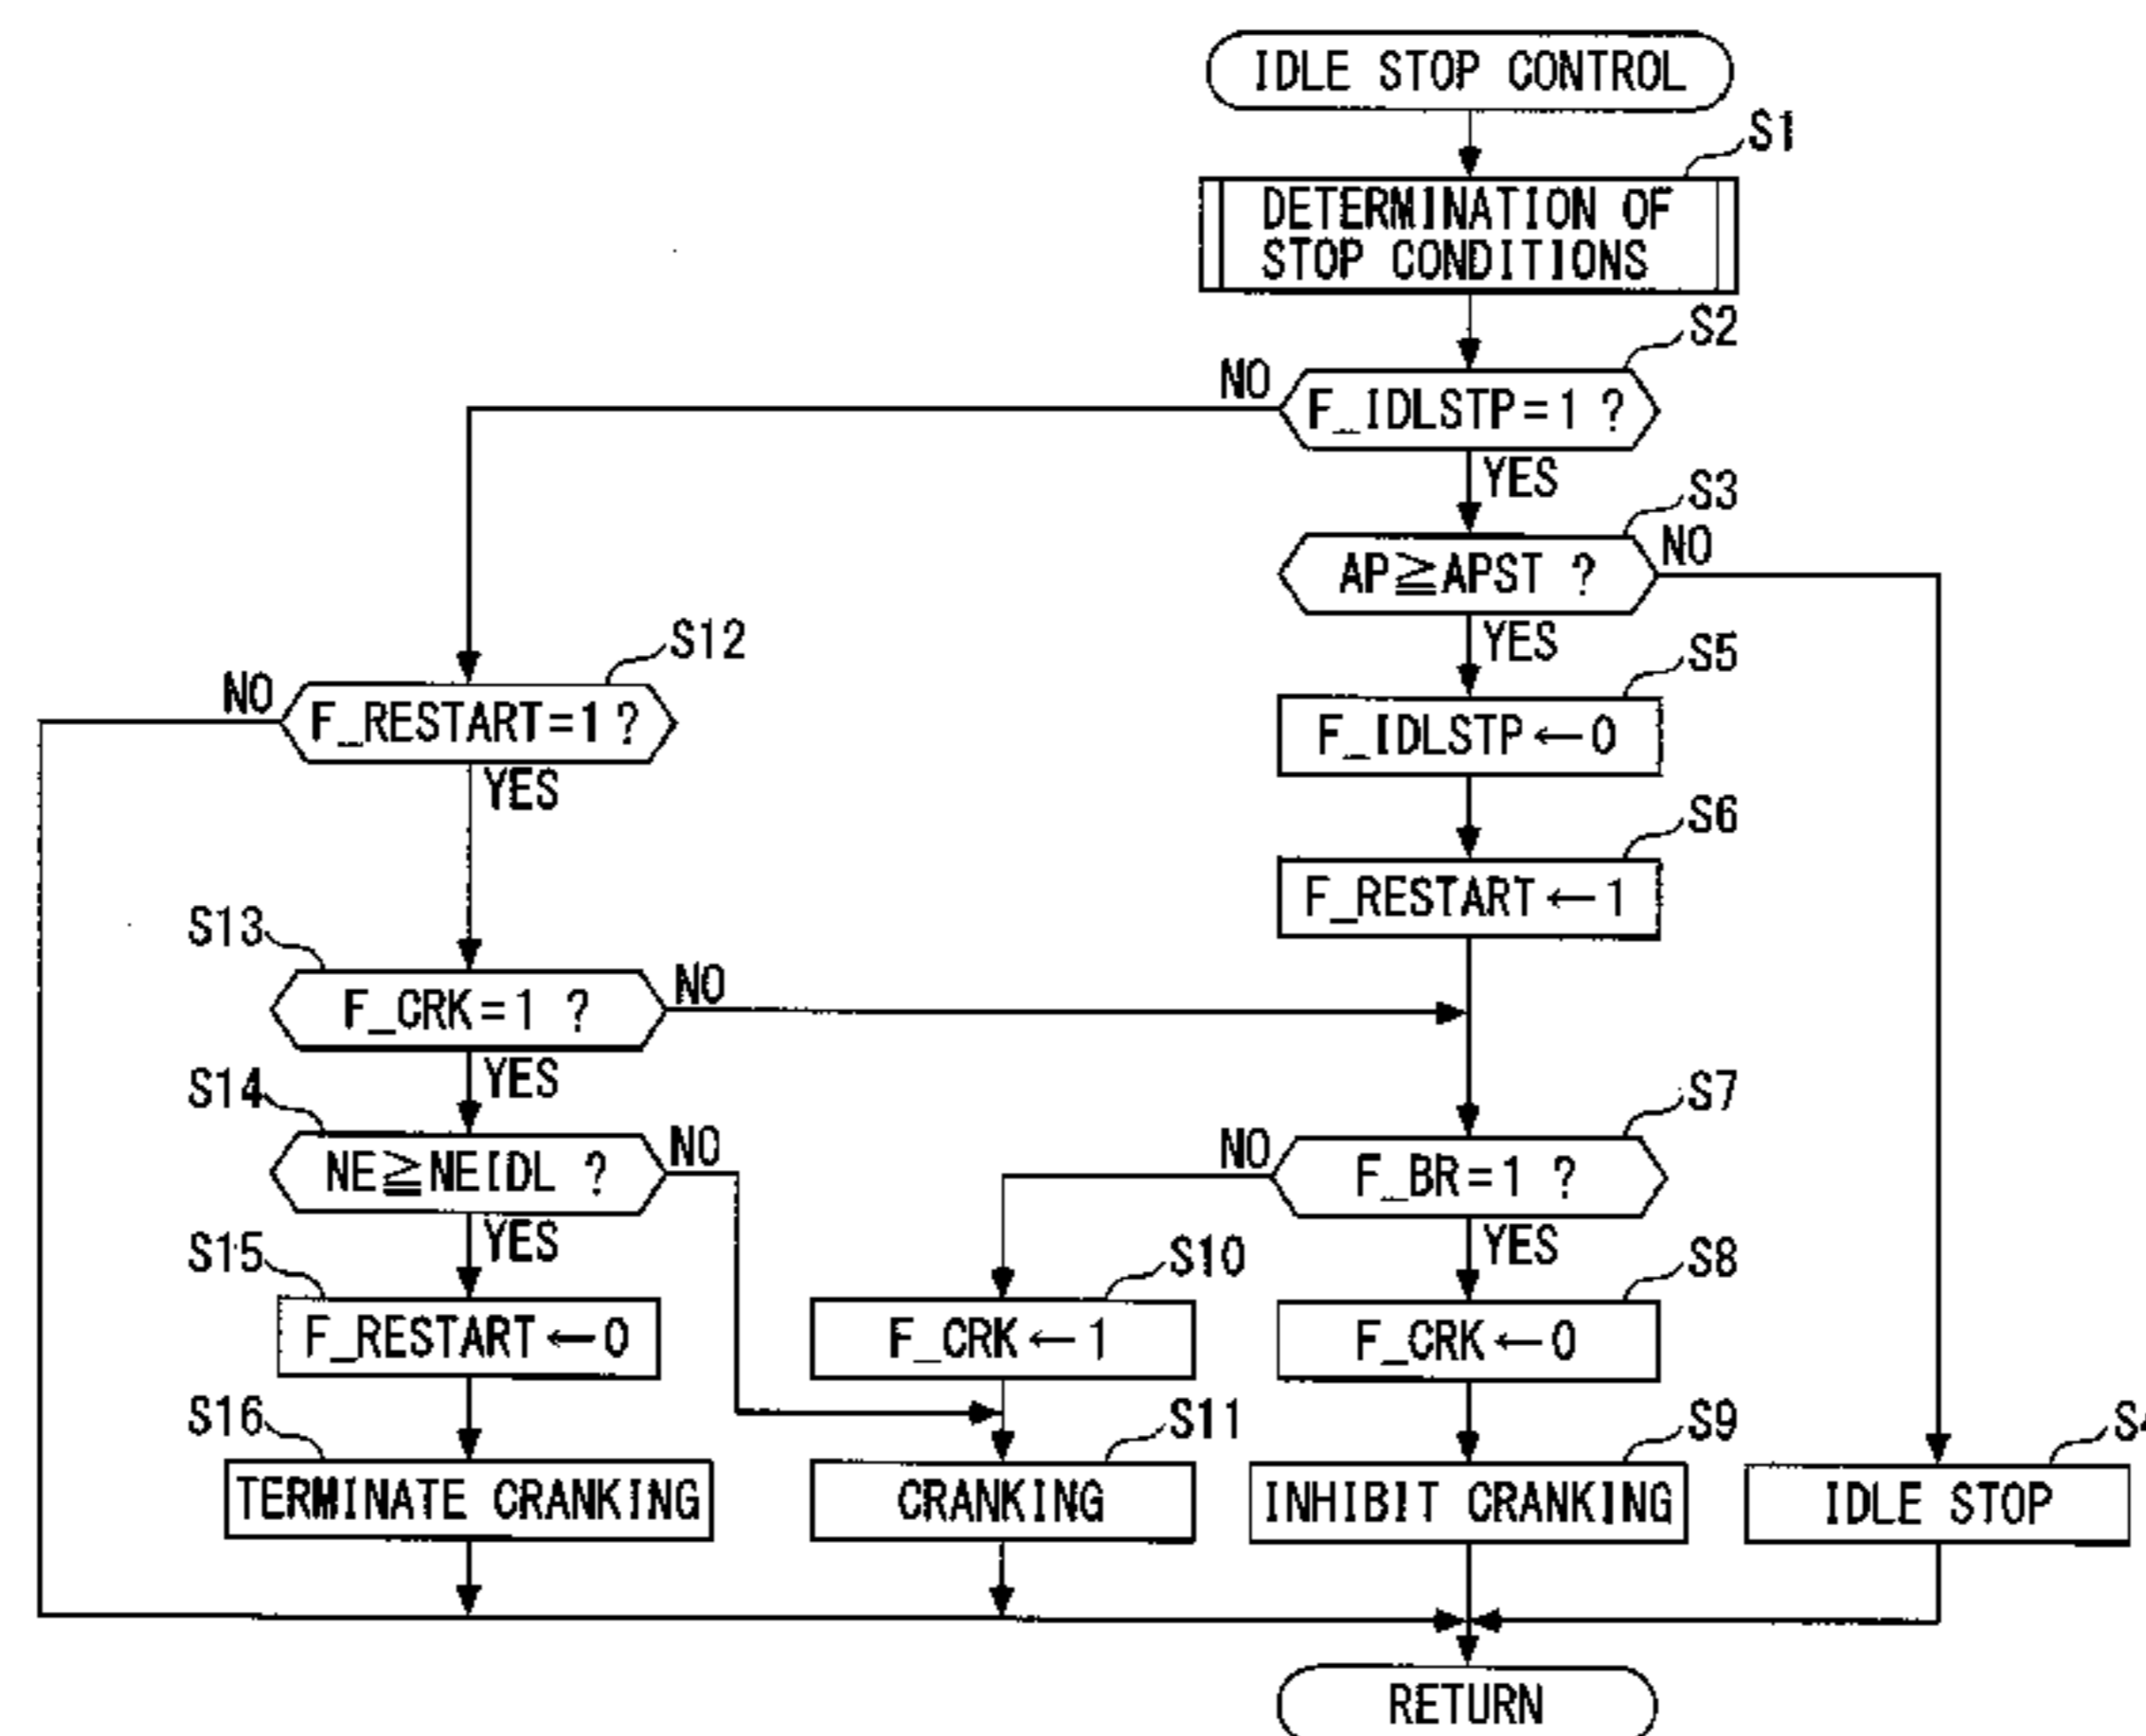 IDLE STOP CONTROL
S1
DETERMINATION OF
STOP CONDITIONS
S2
NO
F_IDLSTP=1 ?
YES
S3
AP≧APST ?
NO
YES
S12
NO
F_RESTART=1 ?
YES
S5
F_IDLSTP←0
S6
F_RESTART←1
S13
F_CRK=1 ?
NO
YES
S14
NE≧NEIDL ?
NO
YES
S7
NO
F_BR=1 ?
YES
S15
F_RESTART←0
S10
F_CRK←1
S8
F_CRK←0
S16
TERMINATE CRANKING
S11
CRANKING
S9
INHIBIT CRANKING
S4
IDLE STOP
RETURN